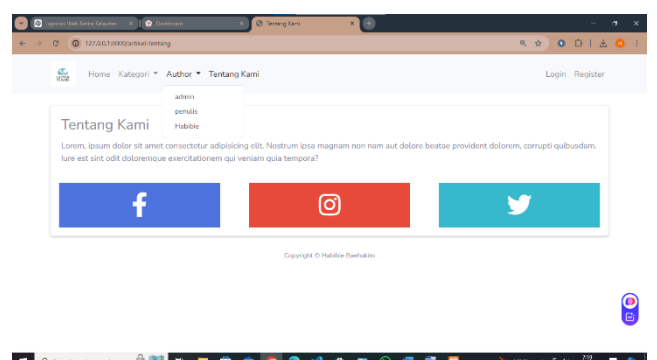 Dashboard
Tentang Kami
127.0.0.1:8000/artikel-tentang
Home Kategori Author Tentang Kami Login Register
admin
penulis
Habibie
Tentang Kami
Lorem, ipsum dolor sit amet consectetur adipisicing elit. Nostrum ipsa magnam non nam aut dolore beatae provident dolorem, corrupti quibusdam.
Iure est sint odit doloremque exercitationem qui veniam quia tempora?
Copyright © Habibie Raehakim